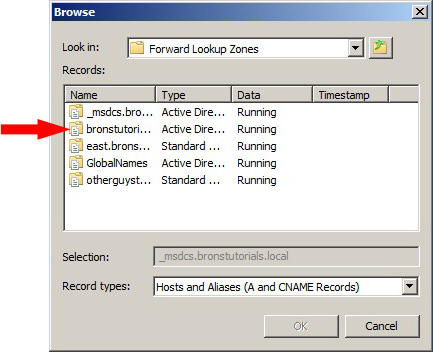 Browse
Look in: Forward Lookup Zones
Records:
Name Type Data Timestamp
_msdcs.bro... Active Dire... Running
bronstutori... Active Dire... Running
east.brons... Standard ... Running
GlobalNames Active Dire... Running
otherguyst... Standard ... Running
Selection: _msdcs.bronstutorials.local
Record types: Hosts and Aliases (A and CNAME Records)
OK Cancel